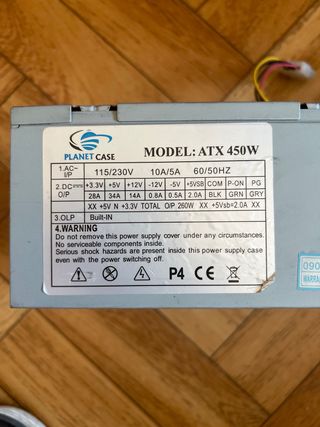 PLANET CASE
MODEL: ATX 450W
1.AC~ I/P 115/230V 10A/5A 60/50HZ
2.DC O/P +3.3V +5V +12V -12V -5V +5VSB COM P-ON PG
28A 34A 14A 0.8A 0.5A 2.0A BLK GRN GRY
XX +5V N +3.3V TOTAL O/P 260W XX +5Vsb=2.0A XX
3.OLP Built-IN
4.WARNING
Do not remove this power supply cover under any circumstances.
No serviceable components inside.
Serious shock hazards are present inside this power supply casing
even with the power switching off.
P4 CE
090
WARRAN